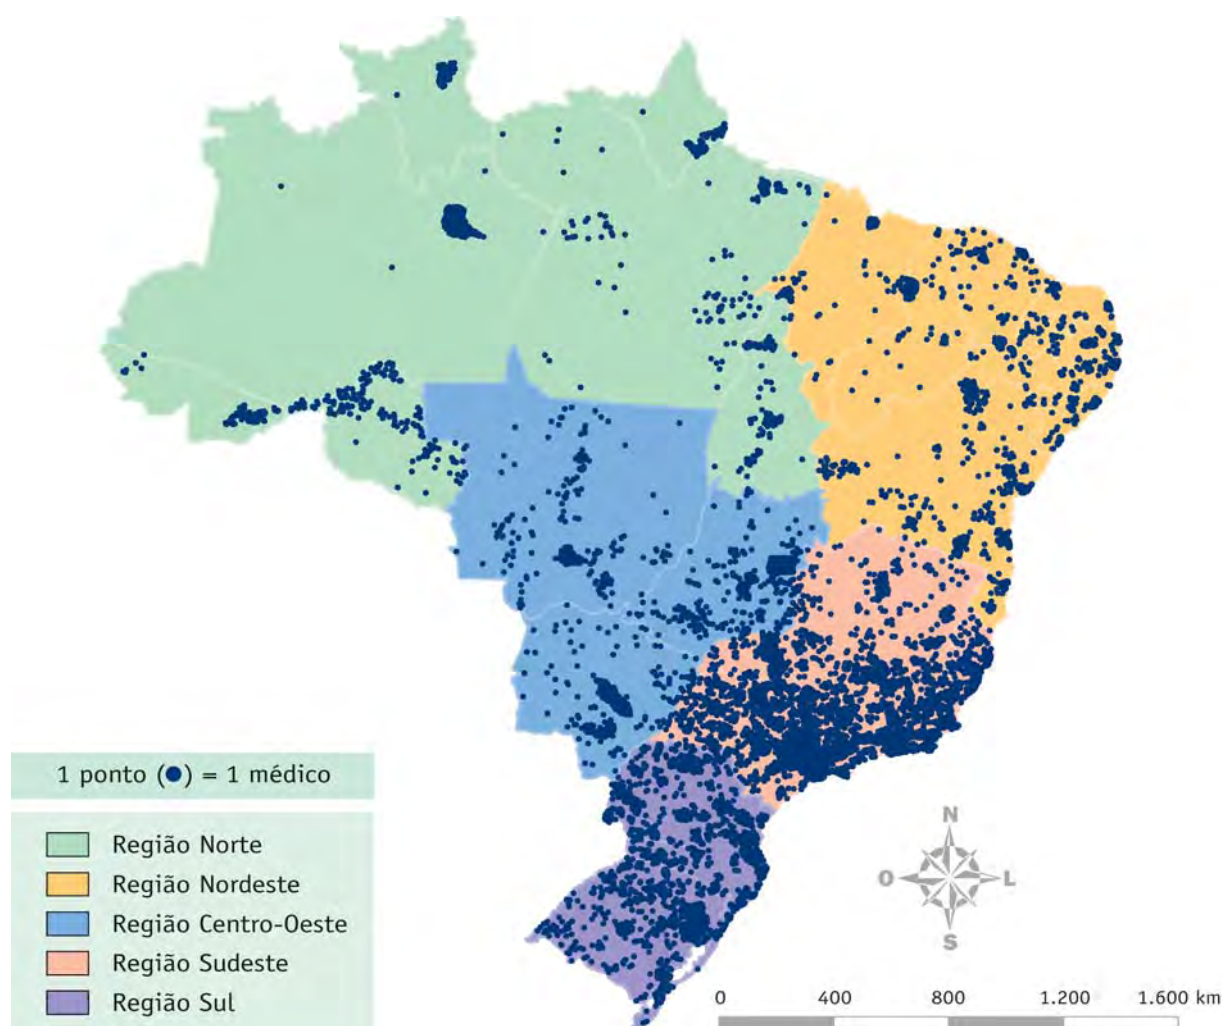 1 ponto (●) = 1 médico
Região Norte
Região Nordeste
Região Centro-Oeste
Região Sudeste
Região Sul
N
O L
S
0 400 800 1.200 1.600 km